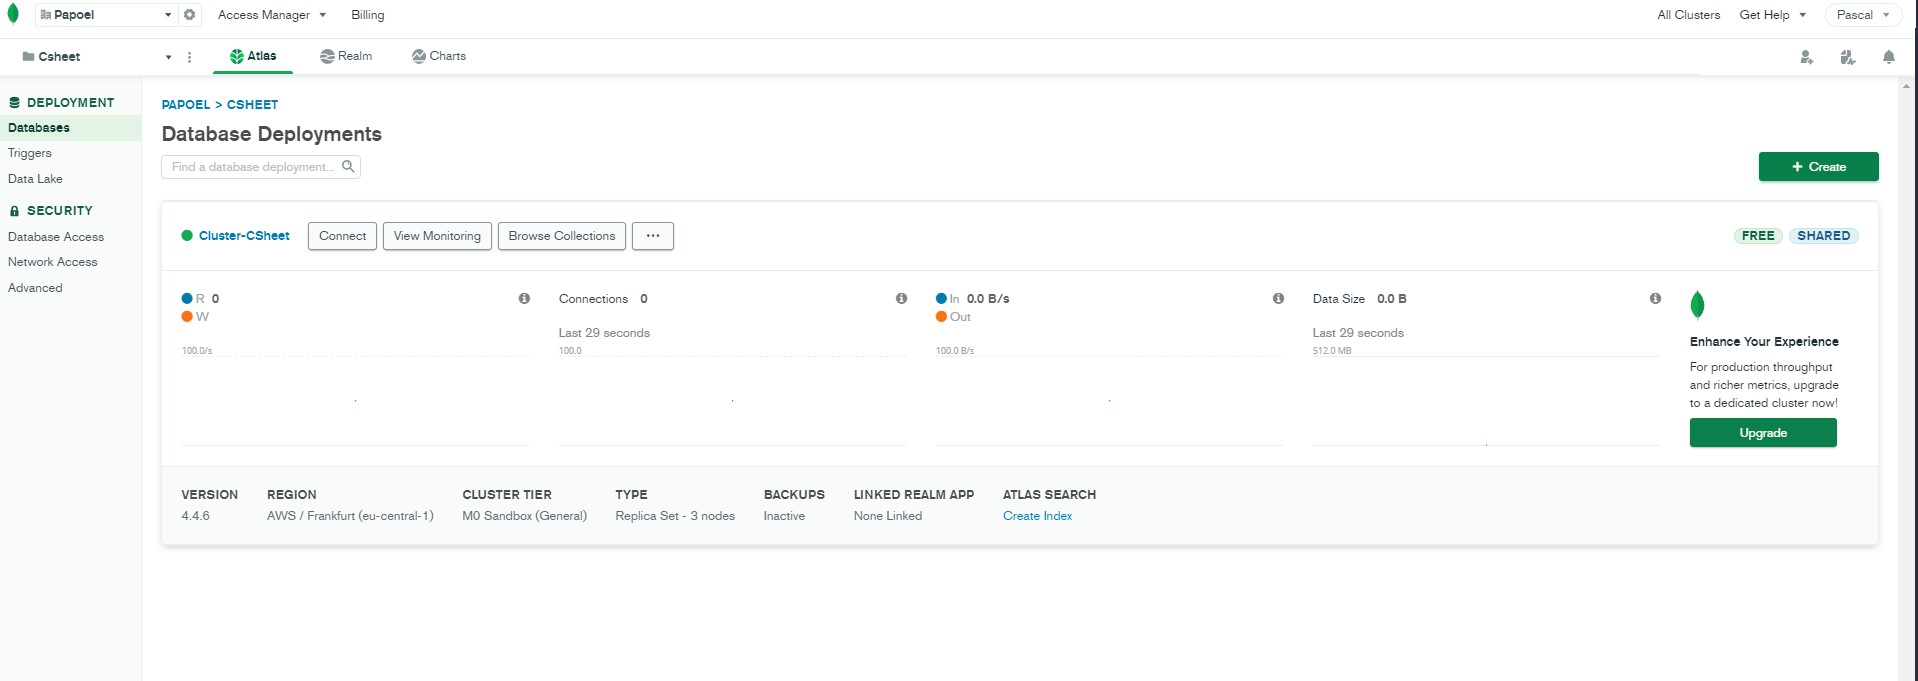 Papoel
Access Manager
Billing
All Clusters
Get Help
Pascal
Csheet
Atlas
Realm
Charts
DEPLOYMENT
Databases
Triggers
Data Lake
SECURITY
Database Access
Network Access
Advanced
PAPOEL > CSHEET
Database Deployments
Find a database deployment...
+ Create
Cluster-CSheet
Connect
View Monitoring
Browse Collections
...
FREE
SHARED
R 0
W
100.0/s
Connections 0
Last 29 seconds
100.0
In 0.0 B/s
Out
100.0 B/s
Data Size 0.0 B
Last 29 seconds
512.0 MB
Enhance Your Experience
For production throughput
and richer metrics, upgrade
to a dedicated cluster now!
Upgrade
VERSION
4.4.6
REGION
AWS / Frankfurt (eu-central-1)
CLUSTER TIER
M0 Sandbox (General)
TYPE
Replica Set - 3 nodes
BACKUPS
Inactive
LINKED REALM APP
None Linked
ATLAS SEARCH
Create Index